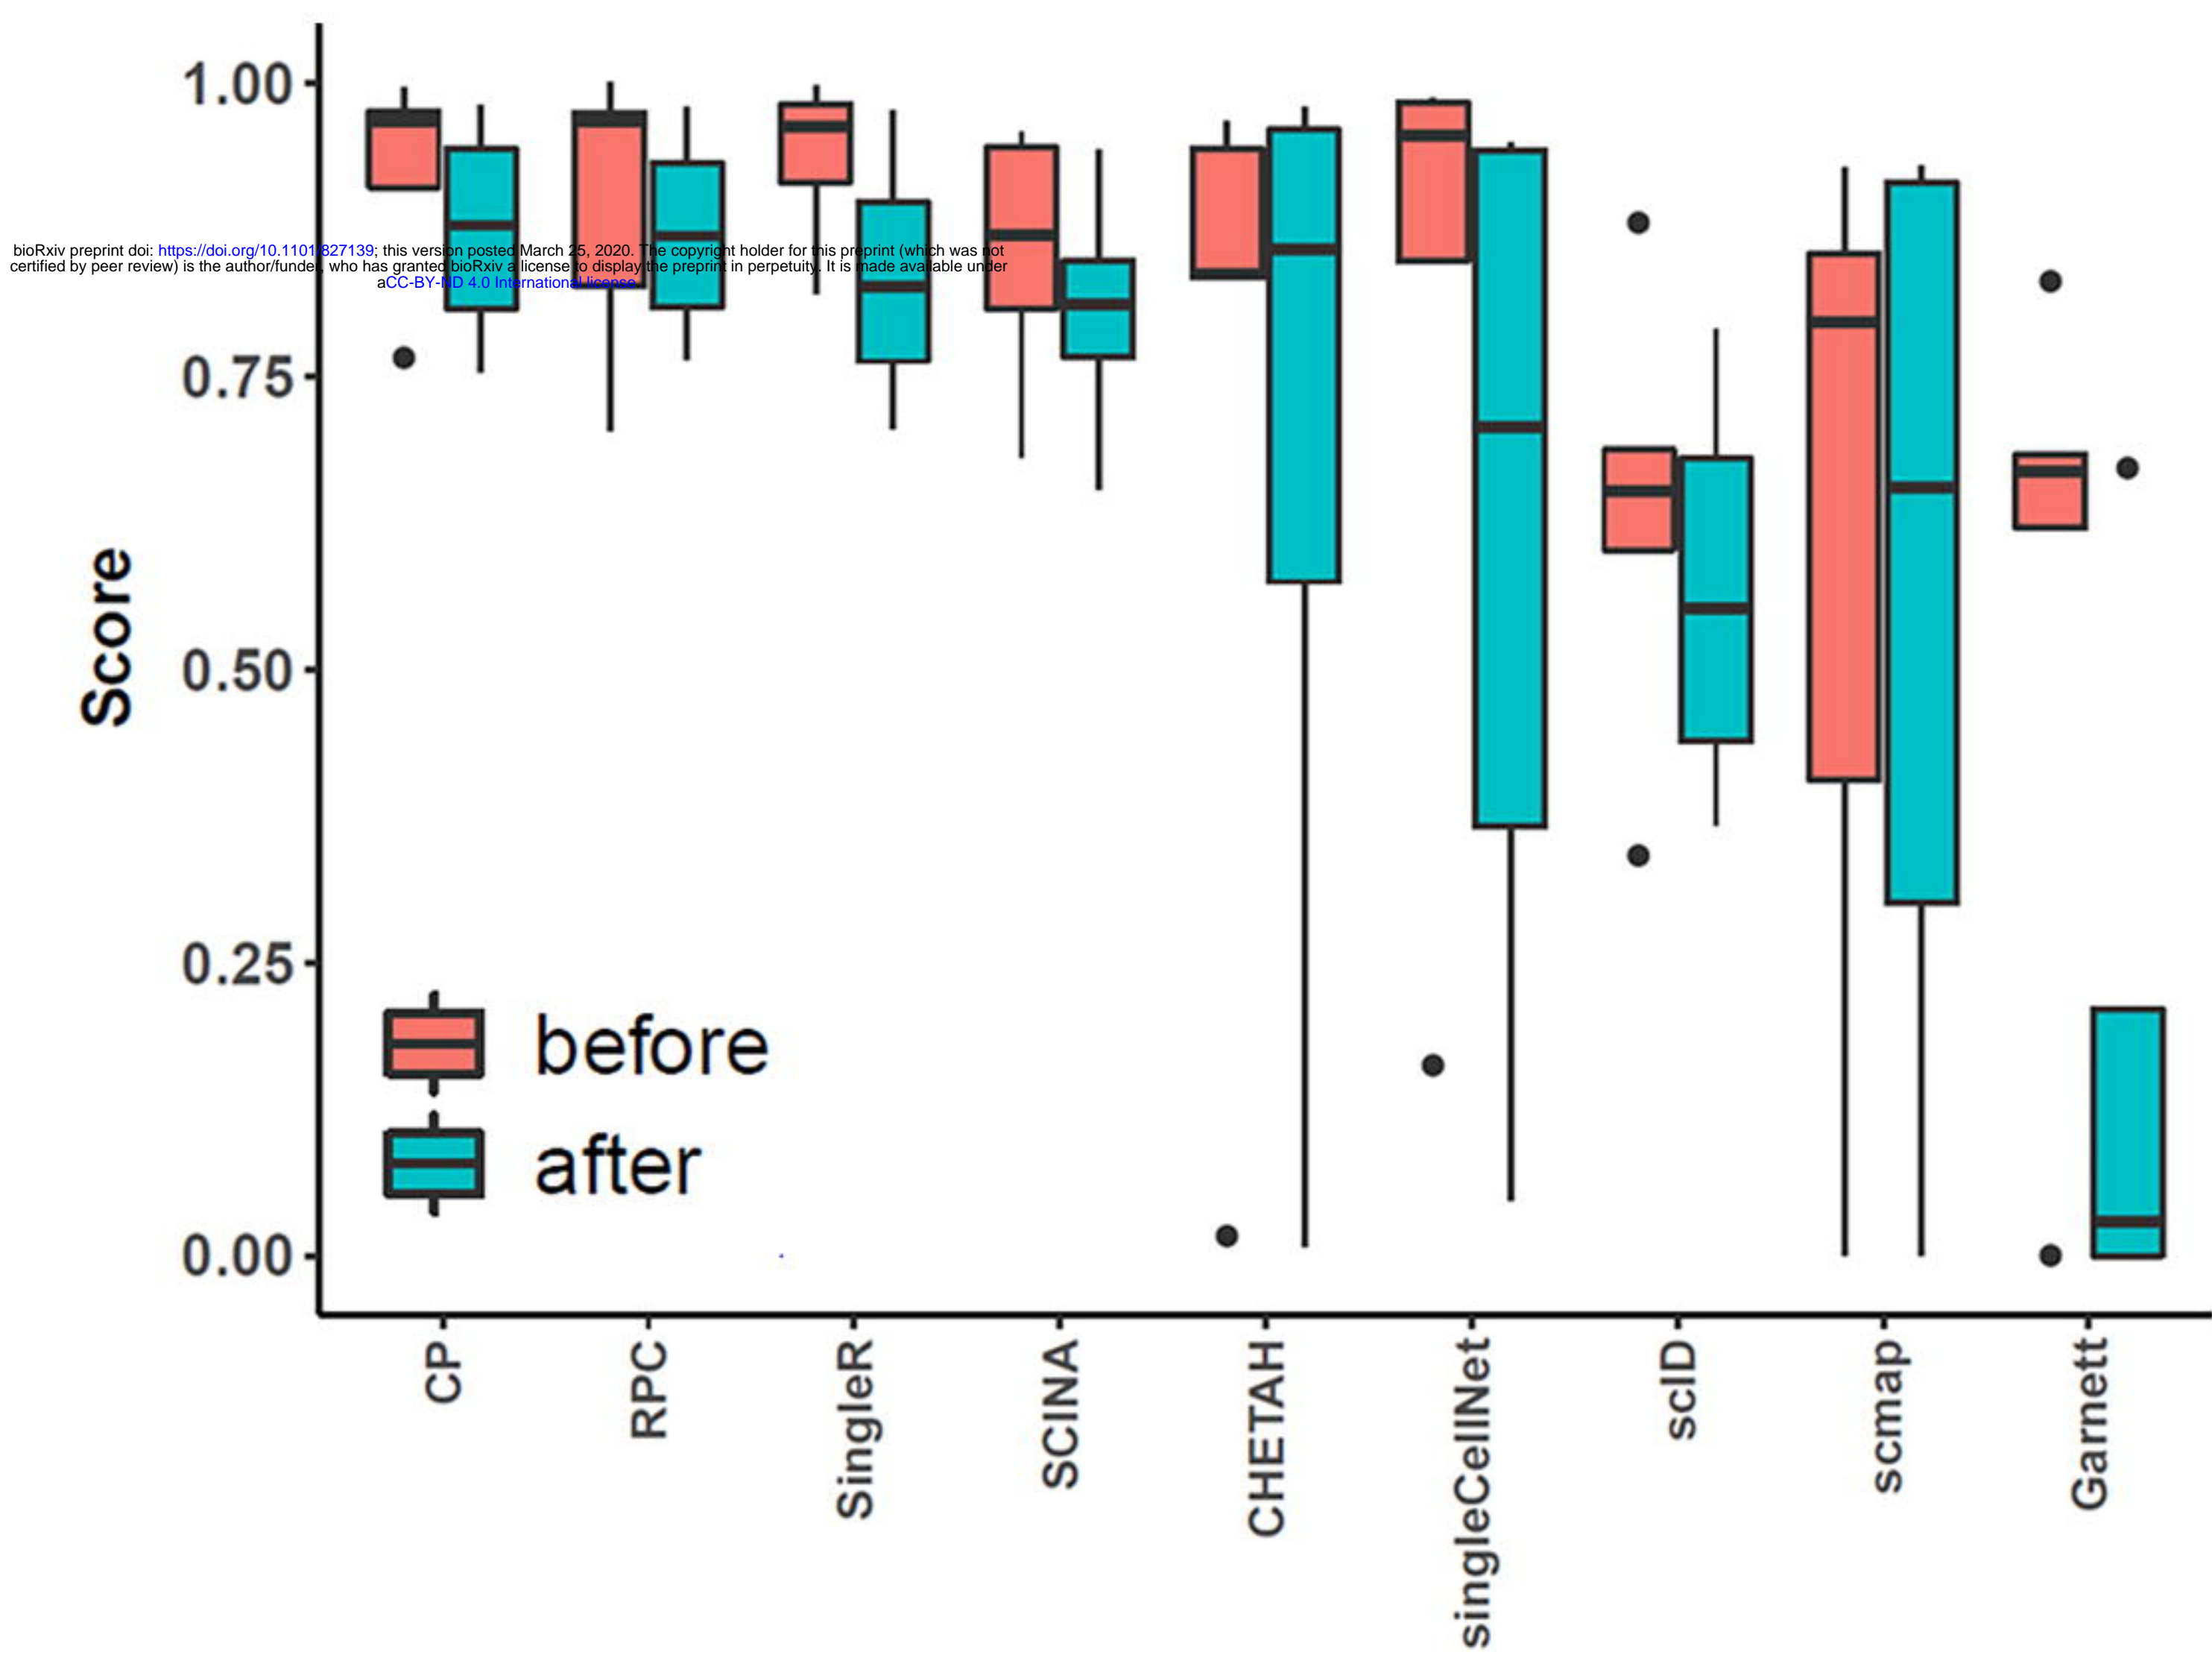 1.00
bioRxiv preprint doi: https://doi.org/10.1101/827139; this version posted March 25, 2020. The copyright holder for this preprint (which was not
certified by peer review) is the author/funder, who has granted bioRxiv a license to display the preprint in perpetuity. It is made available under
aCC-BY-ND 4.0 International license.
0.75
Score
0.50
0.25
before
after
0.00
CP
RPC
SingleR
SCINA
CHETAH
singleCellNet
scID
scmap
Garnett